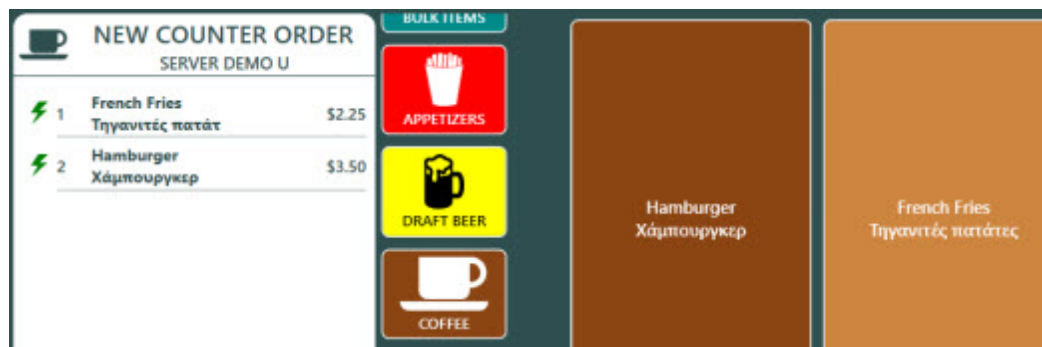 NEW COUNTER ORDER
SERVER DEMO U
1 French Fries $2.25
Τηγανιτές πατάτ
2 Hamburger $3.50
Χάμπουργκερ
BULK ITEMS
APPETIZERS
DRAFT BEER
COFFEE
Hamburger
Χάμπουργκερ
French Fries
Τηγανιτές πατάτες